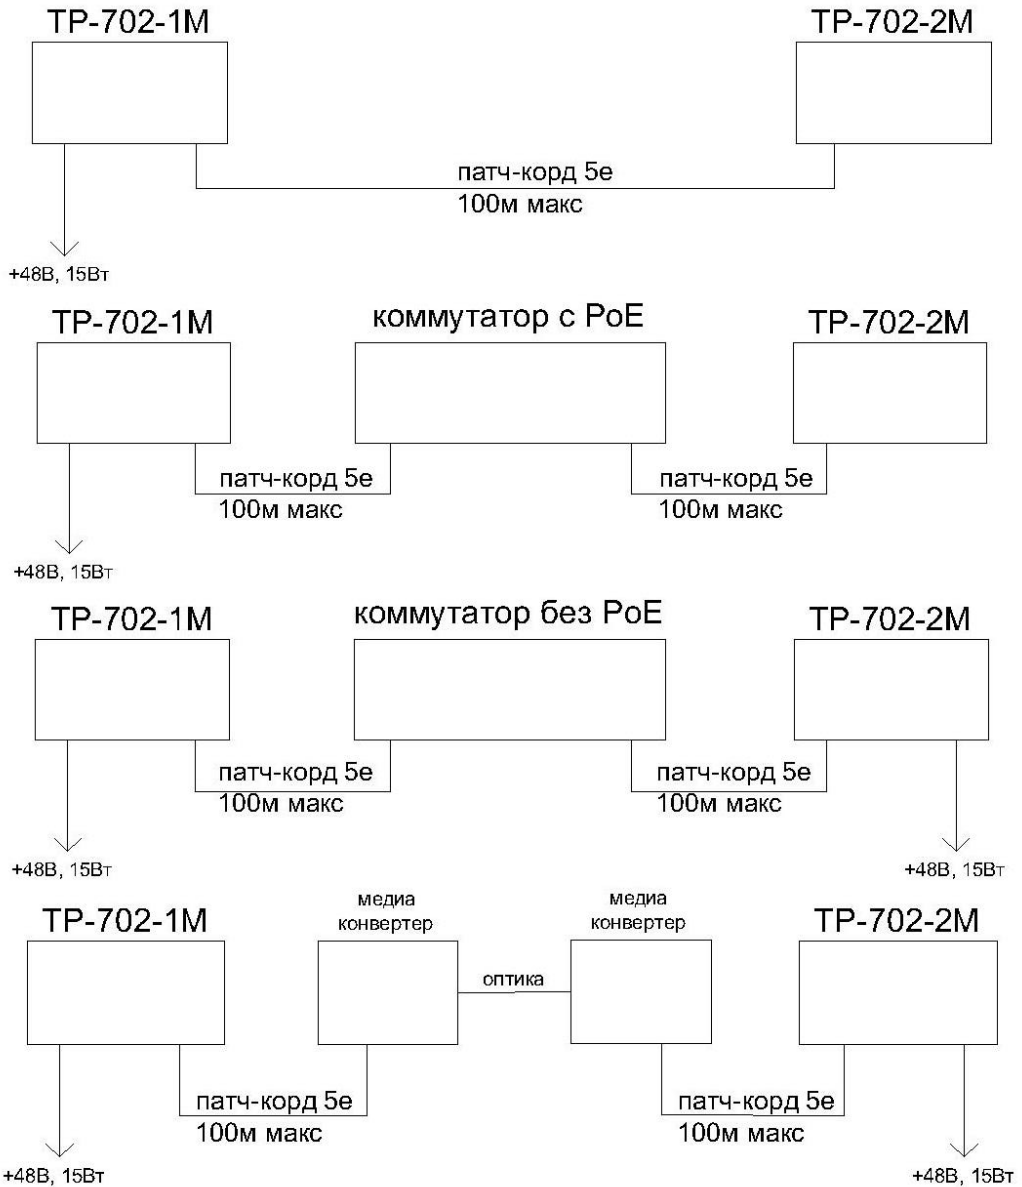 ТР-702-1М
ТР-702-2М
патч-корд 5е
100м макс
+48В, 15Вт
ТР-702-1М
коммутатор с PoE
ТР-702-2М
патч-корд 5е
100м макс
патч-корд 5е
100м макс
+48В, 15Вт
ТР-702-1М
коммутатор без PoE
ТР-702-2М
патч-корд 5е
100м макс
патч-корд 5е
100м макс
+48В, 15Вт
+48В, 15Вт
ТР-702-1М
медиа
конвертер
медиа
конвертер
ТР-702-2М
оптика
патч-корд 5е
100м макс
патч-корд 5е
100м макс
+48В, 15Вт
+48В, 15Вт